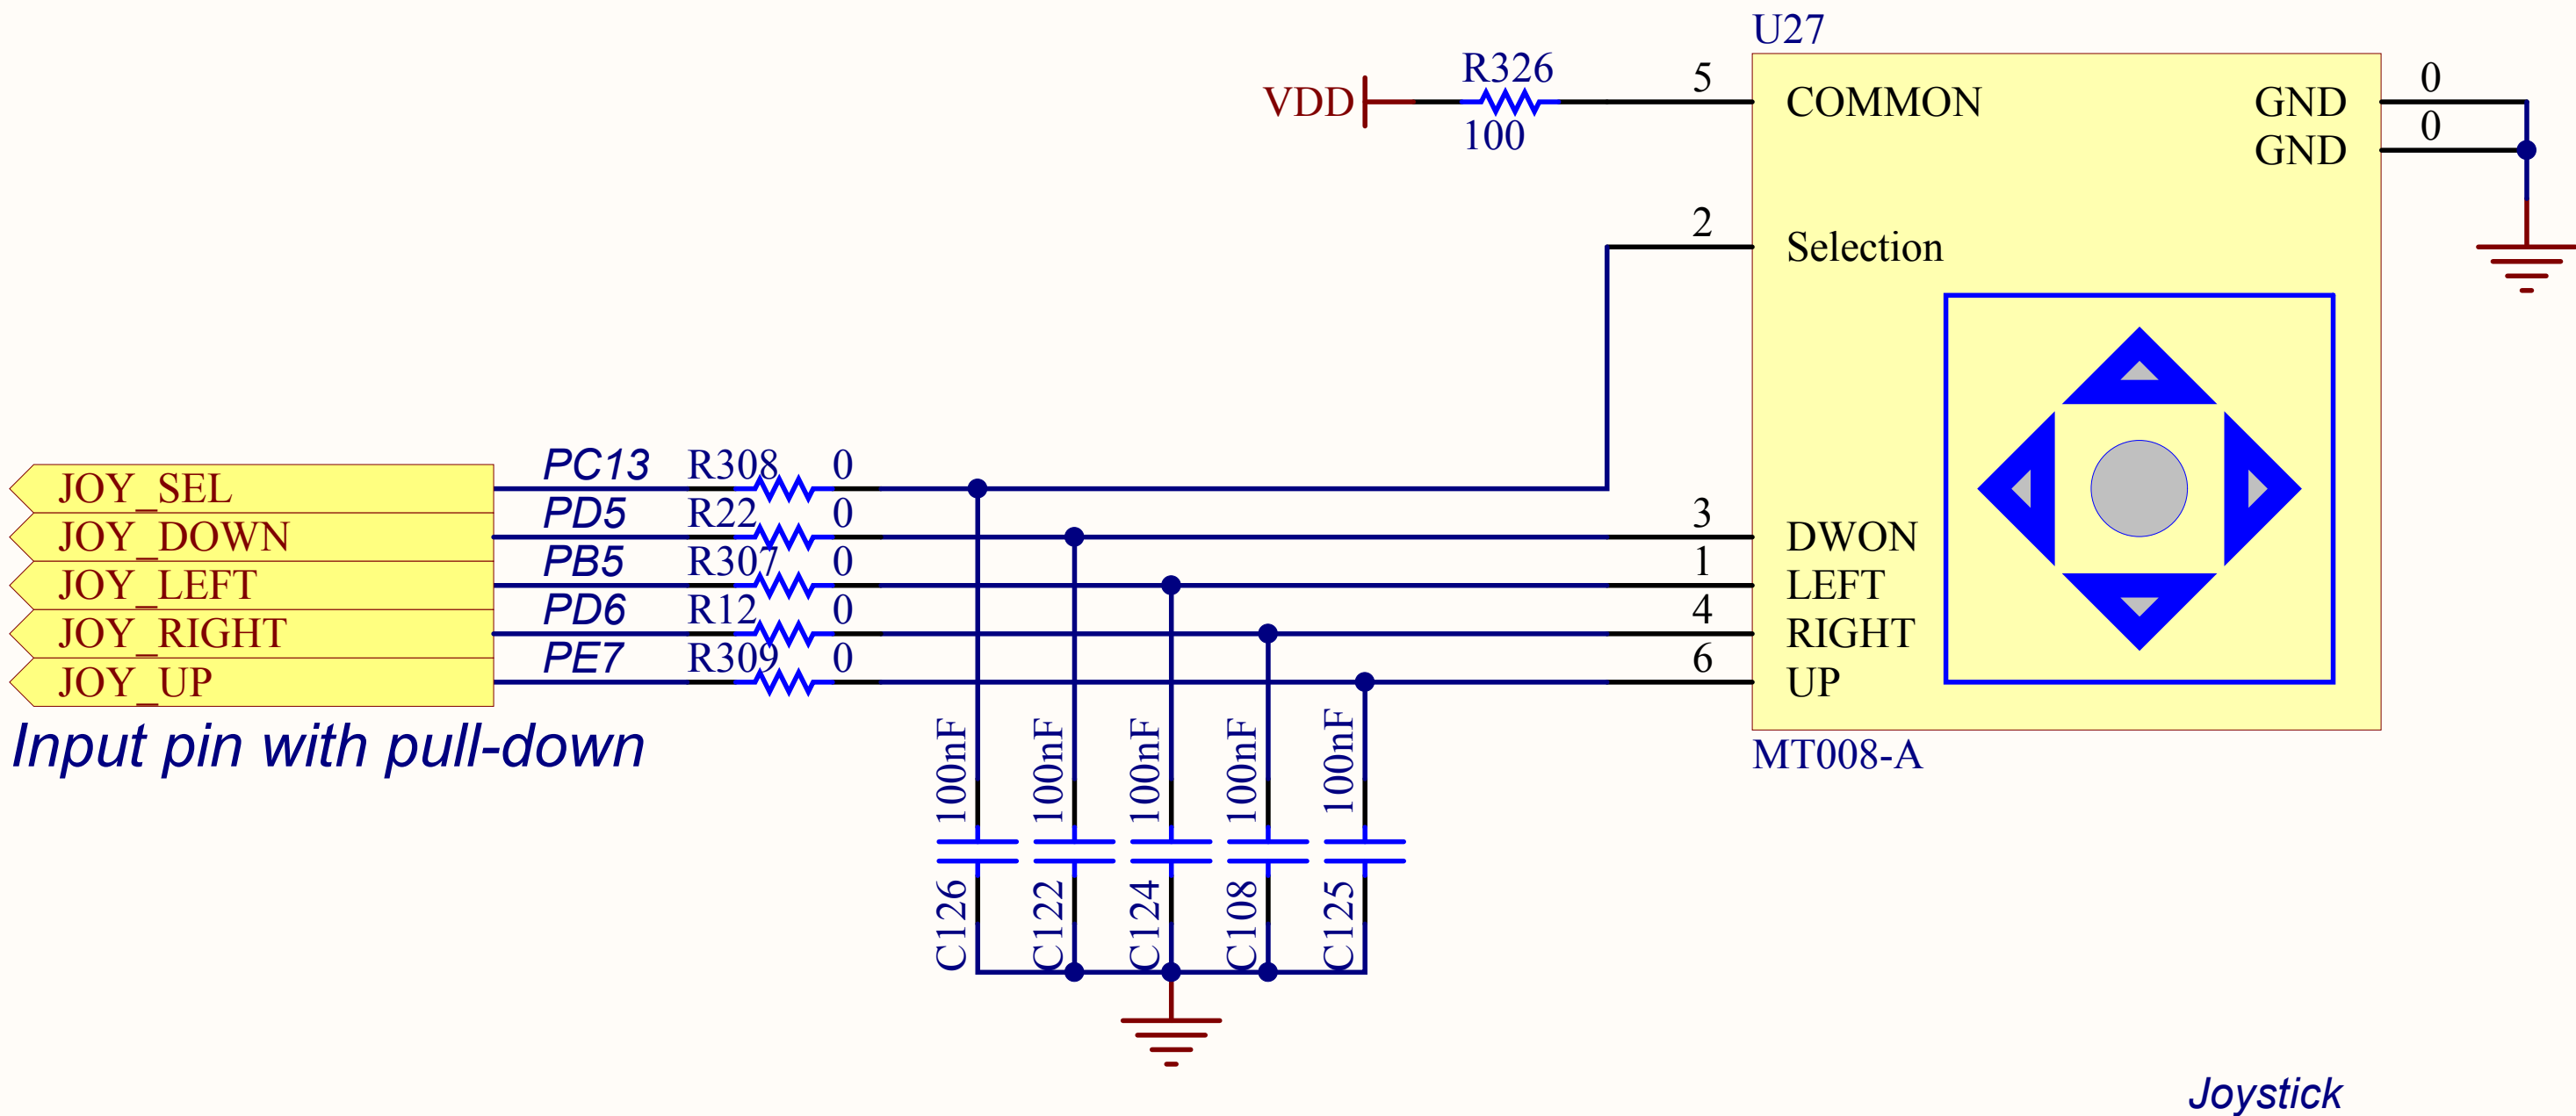 U27
R326
VDD
100
5
COMMON
GND
0
GND
0
2
Selection
JOY_SEL
PC13
R308
0
JOY_DOWN
PD5
R22
0
3
DWON
JOY_LEFT
PB5
R307
0
1
LEFT
JOY_RIGHT
PD6
R12
0
4
RIGHT
JOY_UP
PE7
R309
0
6
UP
Input pin with pull-down
MT008-A
100nF
100nF
100nF
100nF
100nF
C126
C122
C124
C108
C125
Joystick